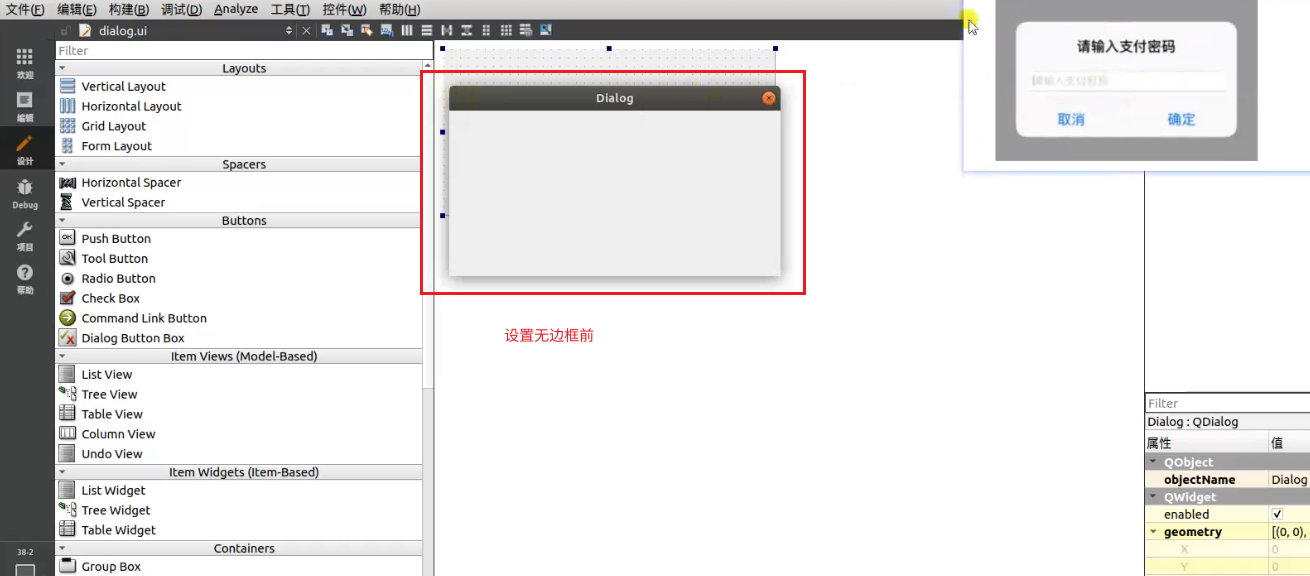 文件(F) 编辑(E) 构建(B) 调试(D) Analyze 工具(T) 控件(W) 帮助(H)
dialog.ui
Filter
欢迎
编辑
设计
Debug
项目
帮助
38-2
Layouts
Vertical Layout
Horizontal Layout
Grid Layout
Form Layout
Spacers
Horizontal Spacer
Vertical Spacer
Buttons
OK
Push Button
Tool Button
Radio Button
Check Box
Command Link Button
Dialog Button Box
Item Views (Model-Based)
List View
Tree View
Table View
Column View
Undo View
Item Widgets (Item-Based)
List Widget
Tree Widget
Table Widget
Containers
Group Box
Dialog
设置无边框前
请输入支付密码
请输入支付密码
取消 确定
Filter
Dialog : QDialog
属性 值
QObject
objectName Dialog
QWidget
enabled
geometry [(0, 0),
X 0
Y 0